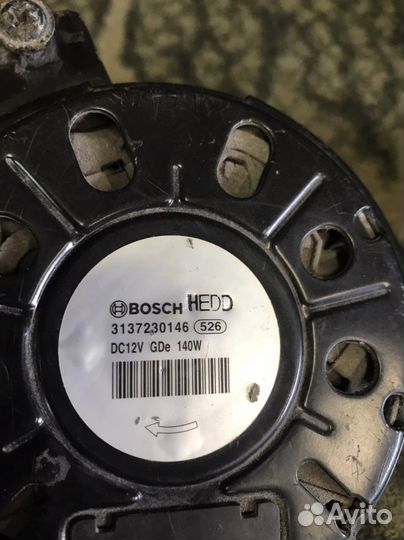 BOSCH HEDD
3137230146 526
DC12V GDe 140W
Avito